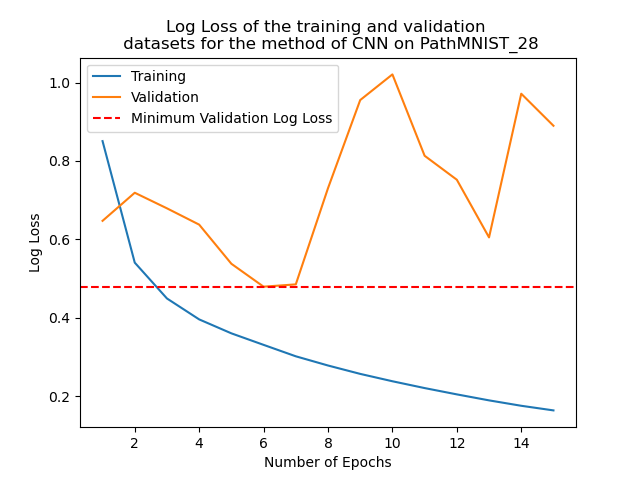 Log Loss of the training and validation
datasets for the method of CNN on PathMNIST_28
Training
Validation
Minimum Validation Log Loss
Log Loss
1.0
0.8
0.6
0.4
0.2
2 4 6 8 10 12 14
Number of Epochs